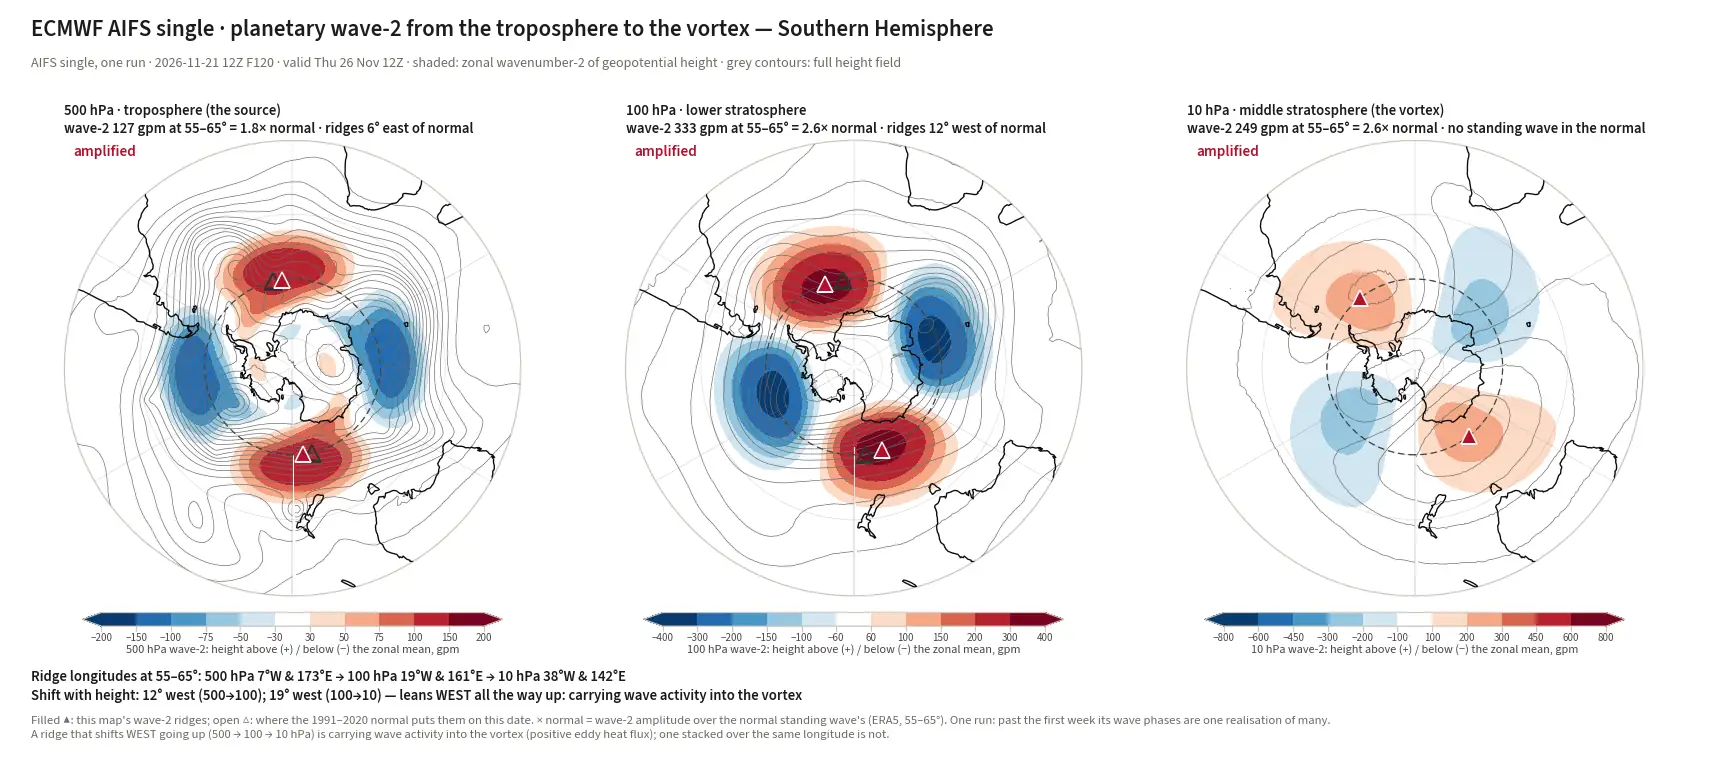 ECMWF AIFS single · planetary wave-2 from the troposphere to the vortex — Southern Hemisphere
AIFS single, one run · 2026-11-21 12Z F120 · valid Thu 26 Nov 12Z · shaded: zonal wavenumber-2 of geopotential height · grey contours: full height field
500 hPa · troposphere (the source)
wave-2 127 gpm at 55–65° = 1.8× normal · ridges 6° east of normal
amplified
100 hPa · lower stratosphere
wave-2 333 gpm at 55–65° = 2.6× normal · ridges 12° west of normal
amplified
10 hPa · middle stratosphere (the vortex)
wave-2 249 gpm at 55–65° = 2.6× normal · no standing wave in the normal
amplified
−200 −150 −100 −75 −50 −30 30 50 75 100 150 200
500 hPa wave-2: height above (+) / below (−) the zonal mean, gpm
−400 −300 −200 −150 −100 −60 60 100 150 200 300 400
100 hPa wave-2: height above (+) / below (−) the zonal mean, gpm
−800 −600 −450 −300 −200 −100 100 200 300 450 600 800
10 hPa wave-2: height above (+) / below (−) the zonal mean, gpm
Ridge longitudes at 55–65°: 500 hPa 7°W & 173°E → 100 hPa 19°W & 161°E → 10 hPa 38°W & 142°E
Shift with height: 12° west (500→100); 19° west (100→10) — leans WEST all the way up: carrying wave activity into the vortex
Filled ▲: this map's wave-2 ridges; open △: where the 1991–2020 normal puts them on this date. × normal = wave-2 amplitude over the normal standing wave's (ERA5, 55–65°). One run: past the first week its wave phases are one realisation of many.
A ridge that shifts WEST going up (500 → 100 → 10 hPa) is carrying wave activity into the vortex (positive eddy heat flux); one stacked over the same longitude is not.